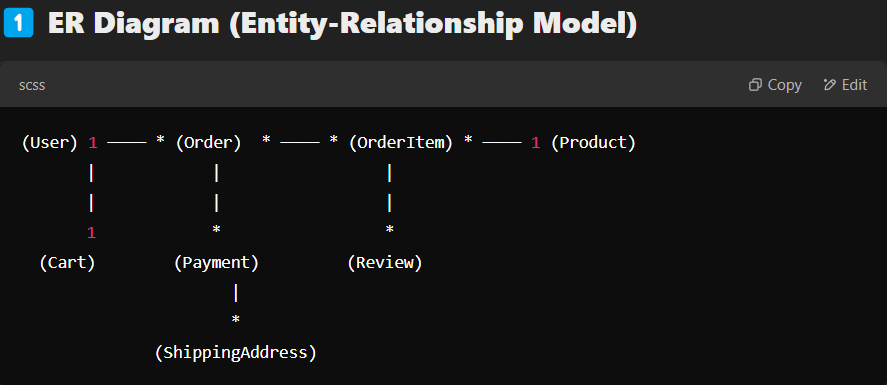 1 ER Diagram (Entity-Relationship Model)
scss Copy Edit
(User) 1 ──── * (Order)  * ──── * (OrderItem) * ──── 1 (Product)
       |            |                 |
       |            |                 |
       1            *                 *
  (Cart)        (Payment)         (Review)
                      |
                      *
              (ShippingAddress)